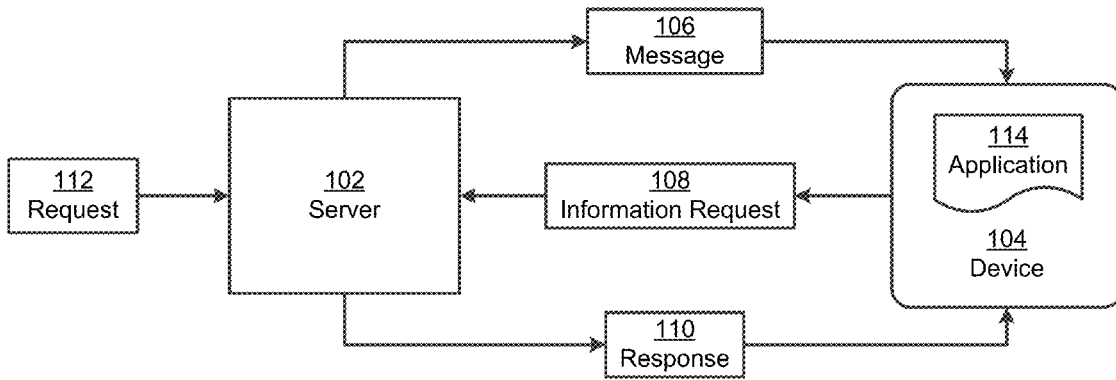 106
Message
114
Application
112
Request
102
Server
108
Information Request
104
Device
110
Response